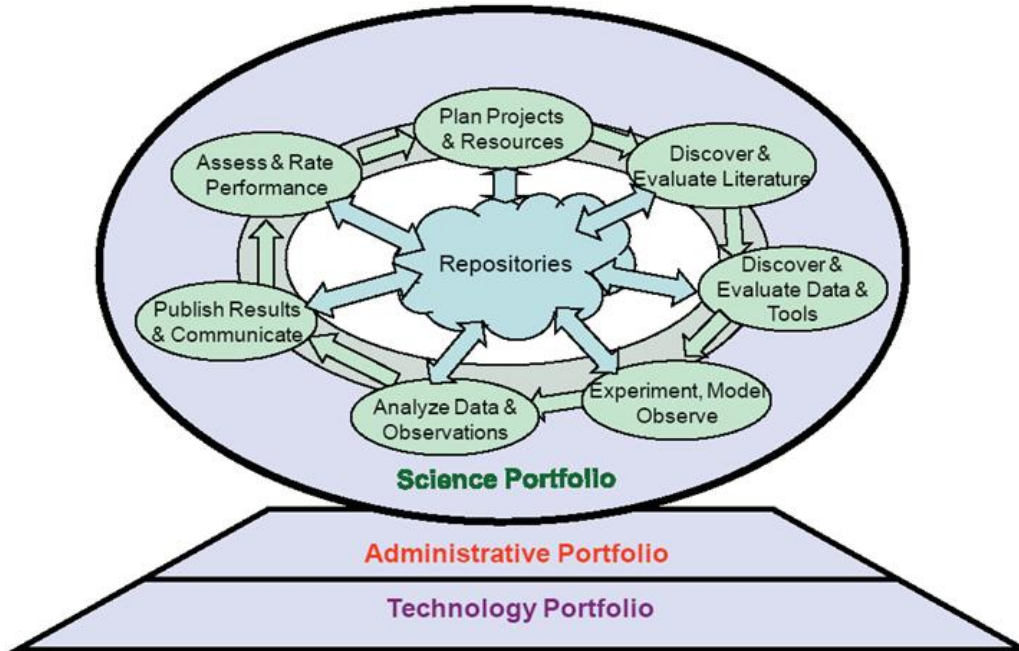 Plan Projects
& Resources
Assess & Rate
Performance
Discover &
Evaluate Literature
Repositories
Discover &
Evaluate Data &
Tools
Publish Results
& Communicate
Experiment, Model
Observe
Analyze Data &
Observations
Science Portfolio
Administrative Portfolio
Technology Portfolio